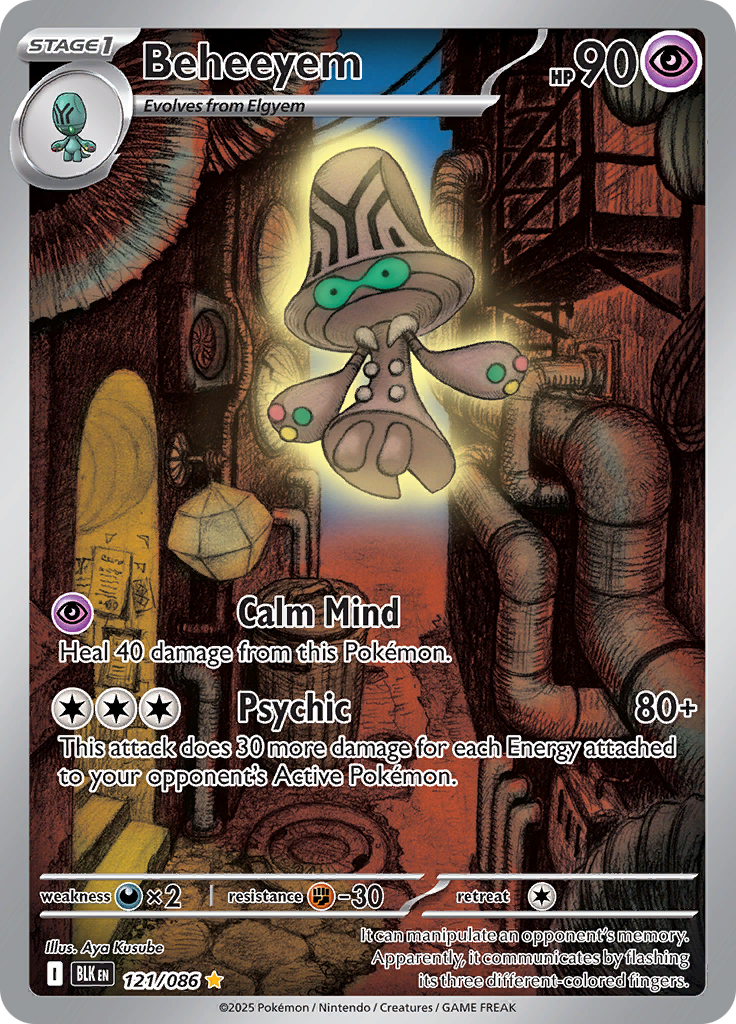 STAGE1
Beheeyem
HP90
Evolves from Elgyem
Calm Mind
Heal 40 damage from this Pokémon.
Psychic 80+
This attack does 30 more damage for each Energy attached
to your opponent's Active Pokémon.
weakness ×2 resistance -30 retreat
Illus. Aya Kusube
I BLK EN 121/086
It can manipulate an opponent's memory.
Apparently, it communicates by flashing
its three different-colored fingers.
©2025 Pokémon / Nintendo / Creatures / GAME FREAK